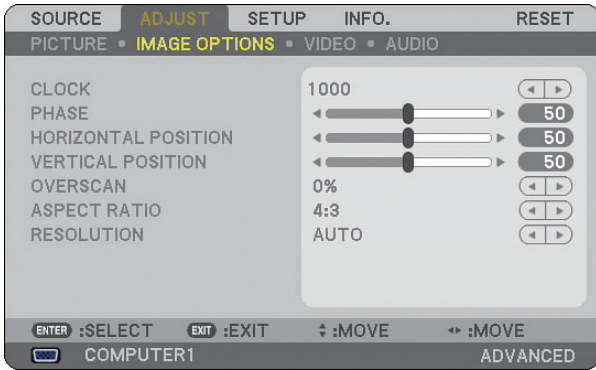 SOURCE ADJUST SETUP INFO. RESET
PICTURE • IMAGE OPTIONS • VIDEO • AUDIO
CLOCK 1000
PHASE 50
HORIZONTAL POSITION 50
VERTICAL POSITION 50
OVERSCAN 0%
ASPECT RATIO 4:3
RESOLUTION AUTO
ENTER :SELECT EXIT :EXIT :MOVE :MOVE
COMPUTER1 ADVANCED